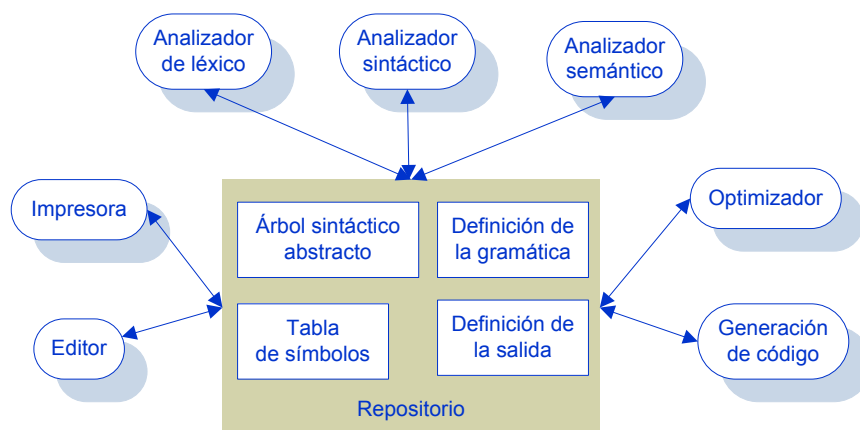 Analizador
de léxico
Analizador
sintáctico
Analizador
semántico
Impresora
Árbol sintáctico
abstracto
Definición de
la gramática
Optimizador
Editor
Tabla
de símbolos
Definición de
la salida
Generación
de código
Repositorio